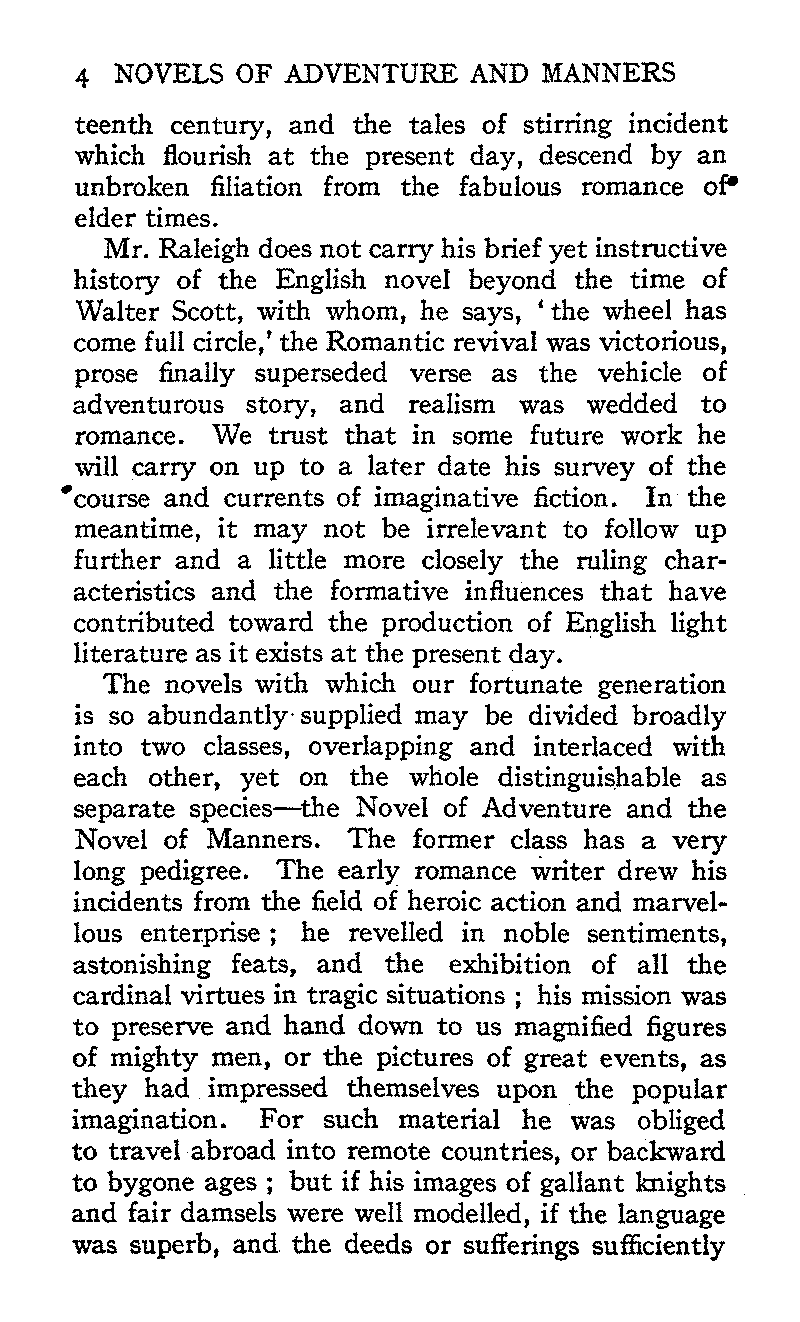 4 NOVELS OF ADVENTURE AND MANNERS
teenth century, and the tales of stirring incident
which flourish at the present day, descend by an
unbroken filiation from the fabulous romance of
elder times.
Mr. Raleigh does not carry his brief yet instructive
history of the English novel beyond the time of
Walter Scott, with whom, he says, ‘ the wheel has
come full circle,’ the Romantic revival was victorious,
prose finally superseded verse as the vehicle of
adventurous story, and realism was wedded to
romance. We trust that in some future work he
will carry on up to a later date his survey of the
course and currents of imaginative fiction. In the
meantime, it may not be irrelevant to follow up
further and a little more closely the ruling char-
acteristics and the formative influences that have
contributed toward the production of English light
literature as it exists at the present day.
The novels with which our fortunate generation
is so abundantly supplied may be divided broadly
into two classes, overlapping and interlaced with
each other, yet on the whole distinguishable as
separate species—the Novel of Adventure and the
Novel of Manners. The former class has a very
long pedigree. The early romance writer drew his
incidents from the field of heroic action and marvel-
lous enterprise ; he revelled in noble sentiments,
astonishing feats, and the exhibition of all the
cardinal virtues in tragic situations ; his mission was
to preserve and hand down to us magnified figures
of mighty men, or the pictures of great events, as
they had impressed themselves upon the popular
imagination. For such material he was obliged
to travel abroad into remote countries, or backward
to bygone ages ; but if his images of gallant knights
and fair damsels were well modelled, if the language
was superb, and the deeds or sufferings sufficiently